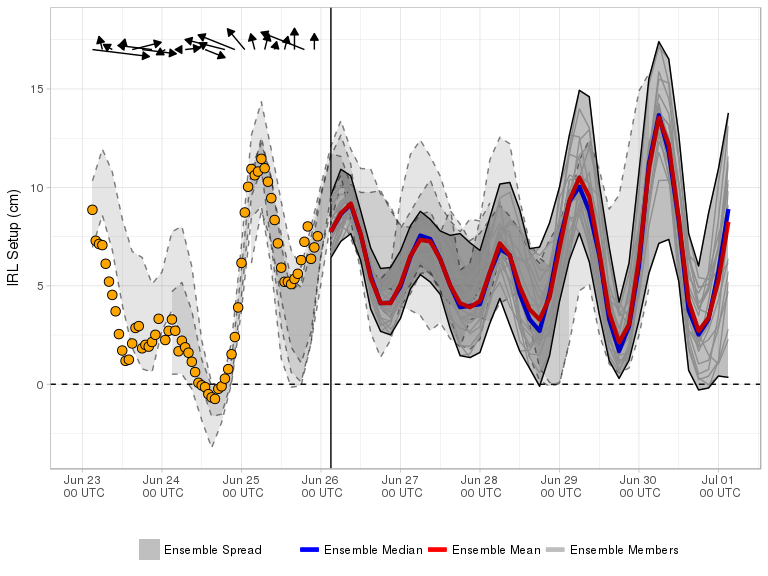 IRL Setup (cm)
15
10
5
0
Jun 23 Jun 24 Jun 25 Jun 26 Jun 27 Jun 28 Jun 29 Jun 30 Jul 01
00 UTC 00 UTC 00 UTC 00 UTC 00 UTC 00 UTC 00 UTC 00 UTC 00 UTC
Ensemble Spread Ensemble Median Ensemble Mean Ensemble Members